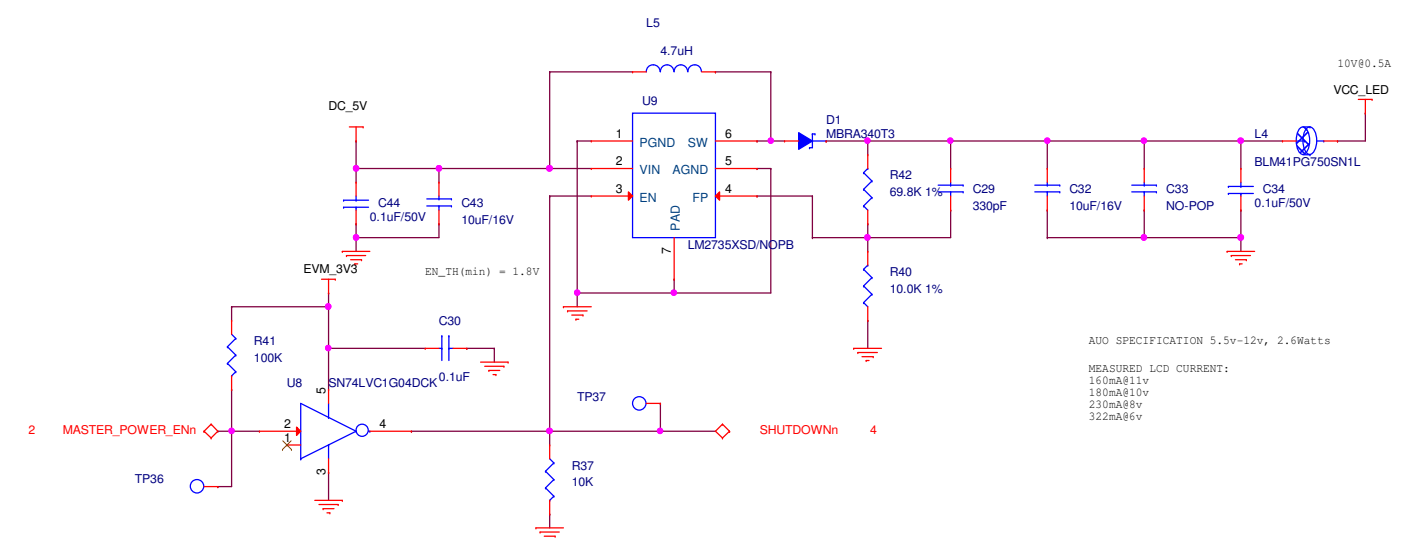 L5
4.7uH
10V@0.5A
VCC_LED
DC_5V
U9
D1
MBRA340T3
1
PGND
SW
6
2
VIN
AGND
5
3
EN
FP
4
PAD
7
LM2735XSD/NOPB
L4
BLM41PG750SN1L
C44
0.1uF/50V
C43
10uF/16V
R42
69.8K 1%
C29
330pF
C32
10uF/16V
C33
NO-POP
C34
0.1uF/50V
EVM_3V3
EN_TH(min) = 1.8V
R40
10.0K 1%
R41
100K
C30
0.1uF
U8
SN74LVC1G04DCK
5
2
1
4
3
2
MASTER_POWER_ENn
TP36
TP37
SHUTDOWNn
4
R37
10K
AUO SPECIFICATION 5.5v-12v, 2.6Watts
MEASURED LCD CURRENT:
160mA@11v
180mA@10v
230mA@8v
322mA@6v